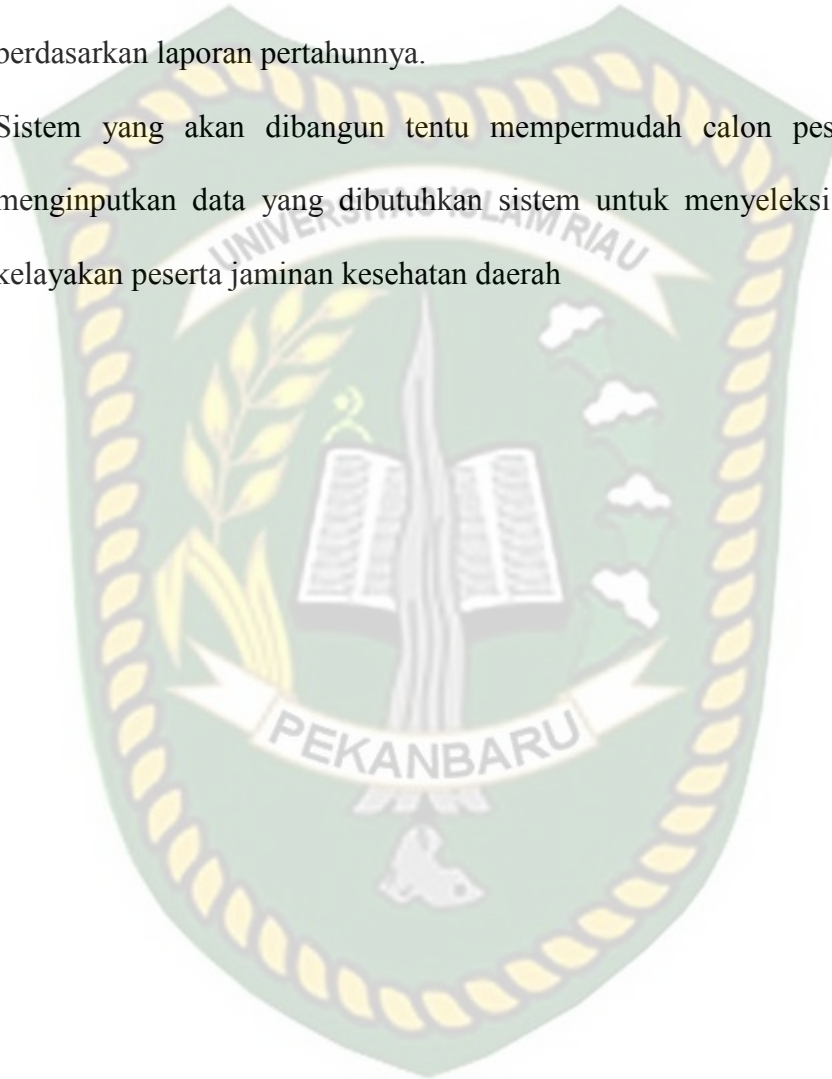 berdasarkan laporan pertahunnya.
Sistem yang akan dibangun tentu mempermudah calon pes
menginputkan data yang dibutuhkan sistem untuk menyeleksi
kelayakan peserta jaminan kesehatan daerah
UNIVERSITAS ISLAM RIAU
PEKANBARU